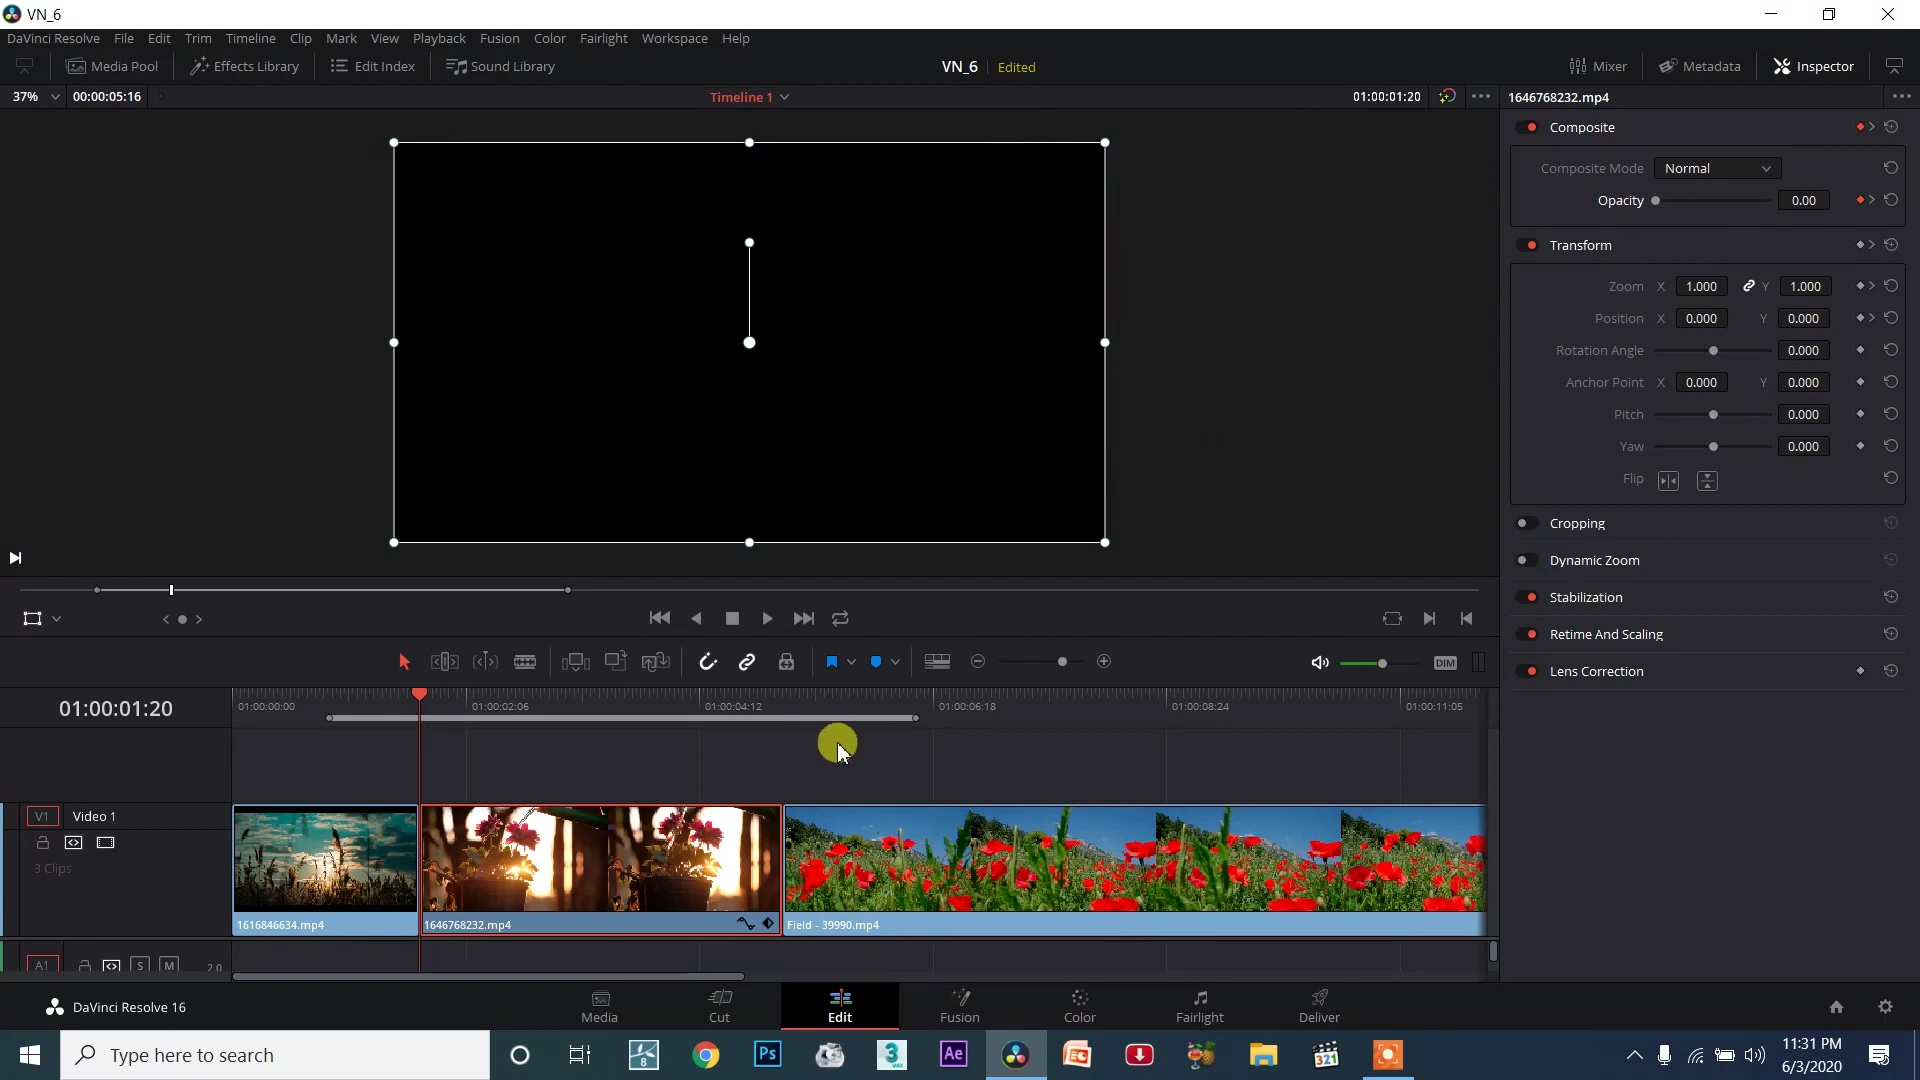 VN_6
DaVinci Resolve File Edit Trim Timeline Clip Mark View Playback Fusion Color Fairlight Workspace Help
Media Pool Effects Library Edit Index Sound Library VN_6 Edited Mixer Metadata Inspector
37% 00:00:05:16 Timeline 1 01:00:01:20 1646768232.mp4
Composite
Composite Mode Normal
Opacity 0.00
Transform
Zoom X 1.000 Y 1.000
Position X 0.000 Y 0.000
Rotation Angle 0.000
Anchor Point X 0.000 Y 0.000
Pitch 0.000
Yaw 0.000
Flip
Cropping
Dynamic Zoom
Stabilization
Retime And Scaling
Lens Correction
DIM
01:00:01:20 01:00:00:00 01:00:02:06 01:00:04:12 01:00:06:18 01:00:08:24 01:00:11:05
V1 Video 1
3 Clips
1616846634.mp4 1646768232.mp4 Field - 39990.mp4
A1 S M 2.0
DaVinci Resolve 16 Media Cut Edit Fusion Color Fairlight Deliver
Type here to search
8 Ps 3 MAX Ae 321
11:31 PM
6/3/2020